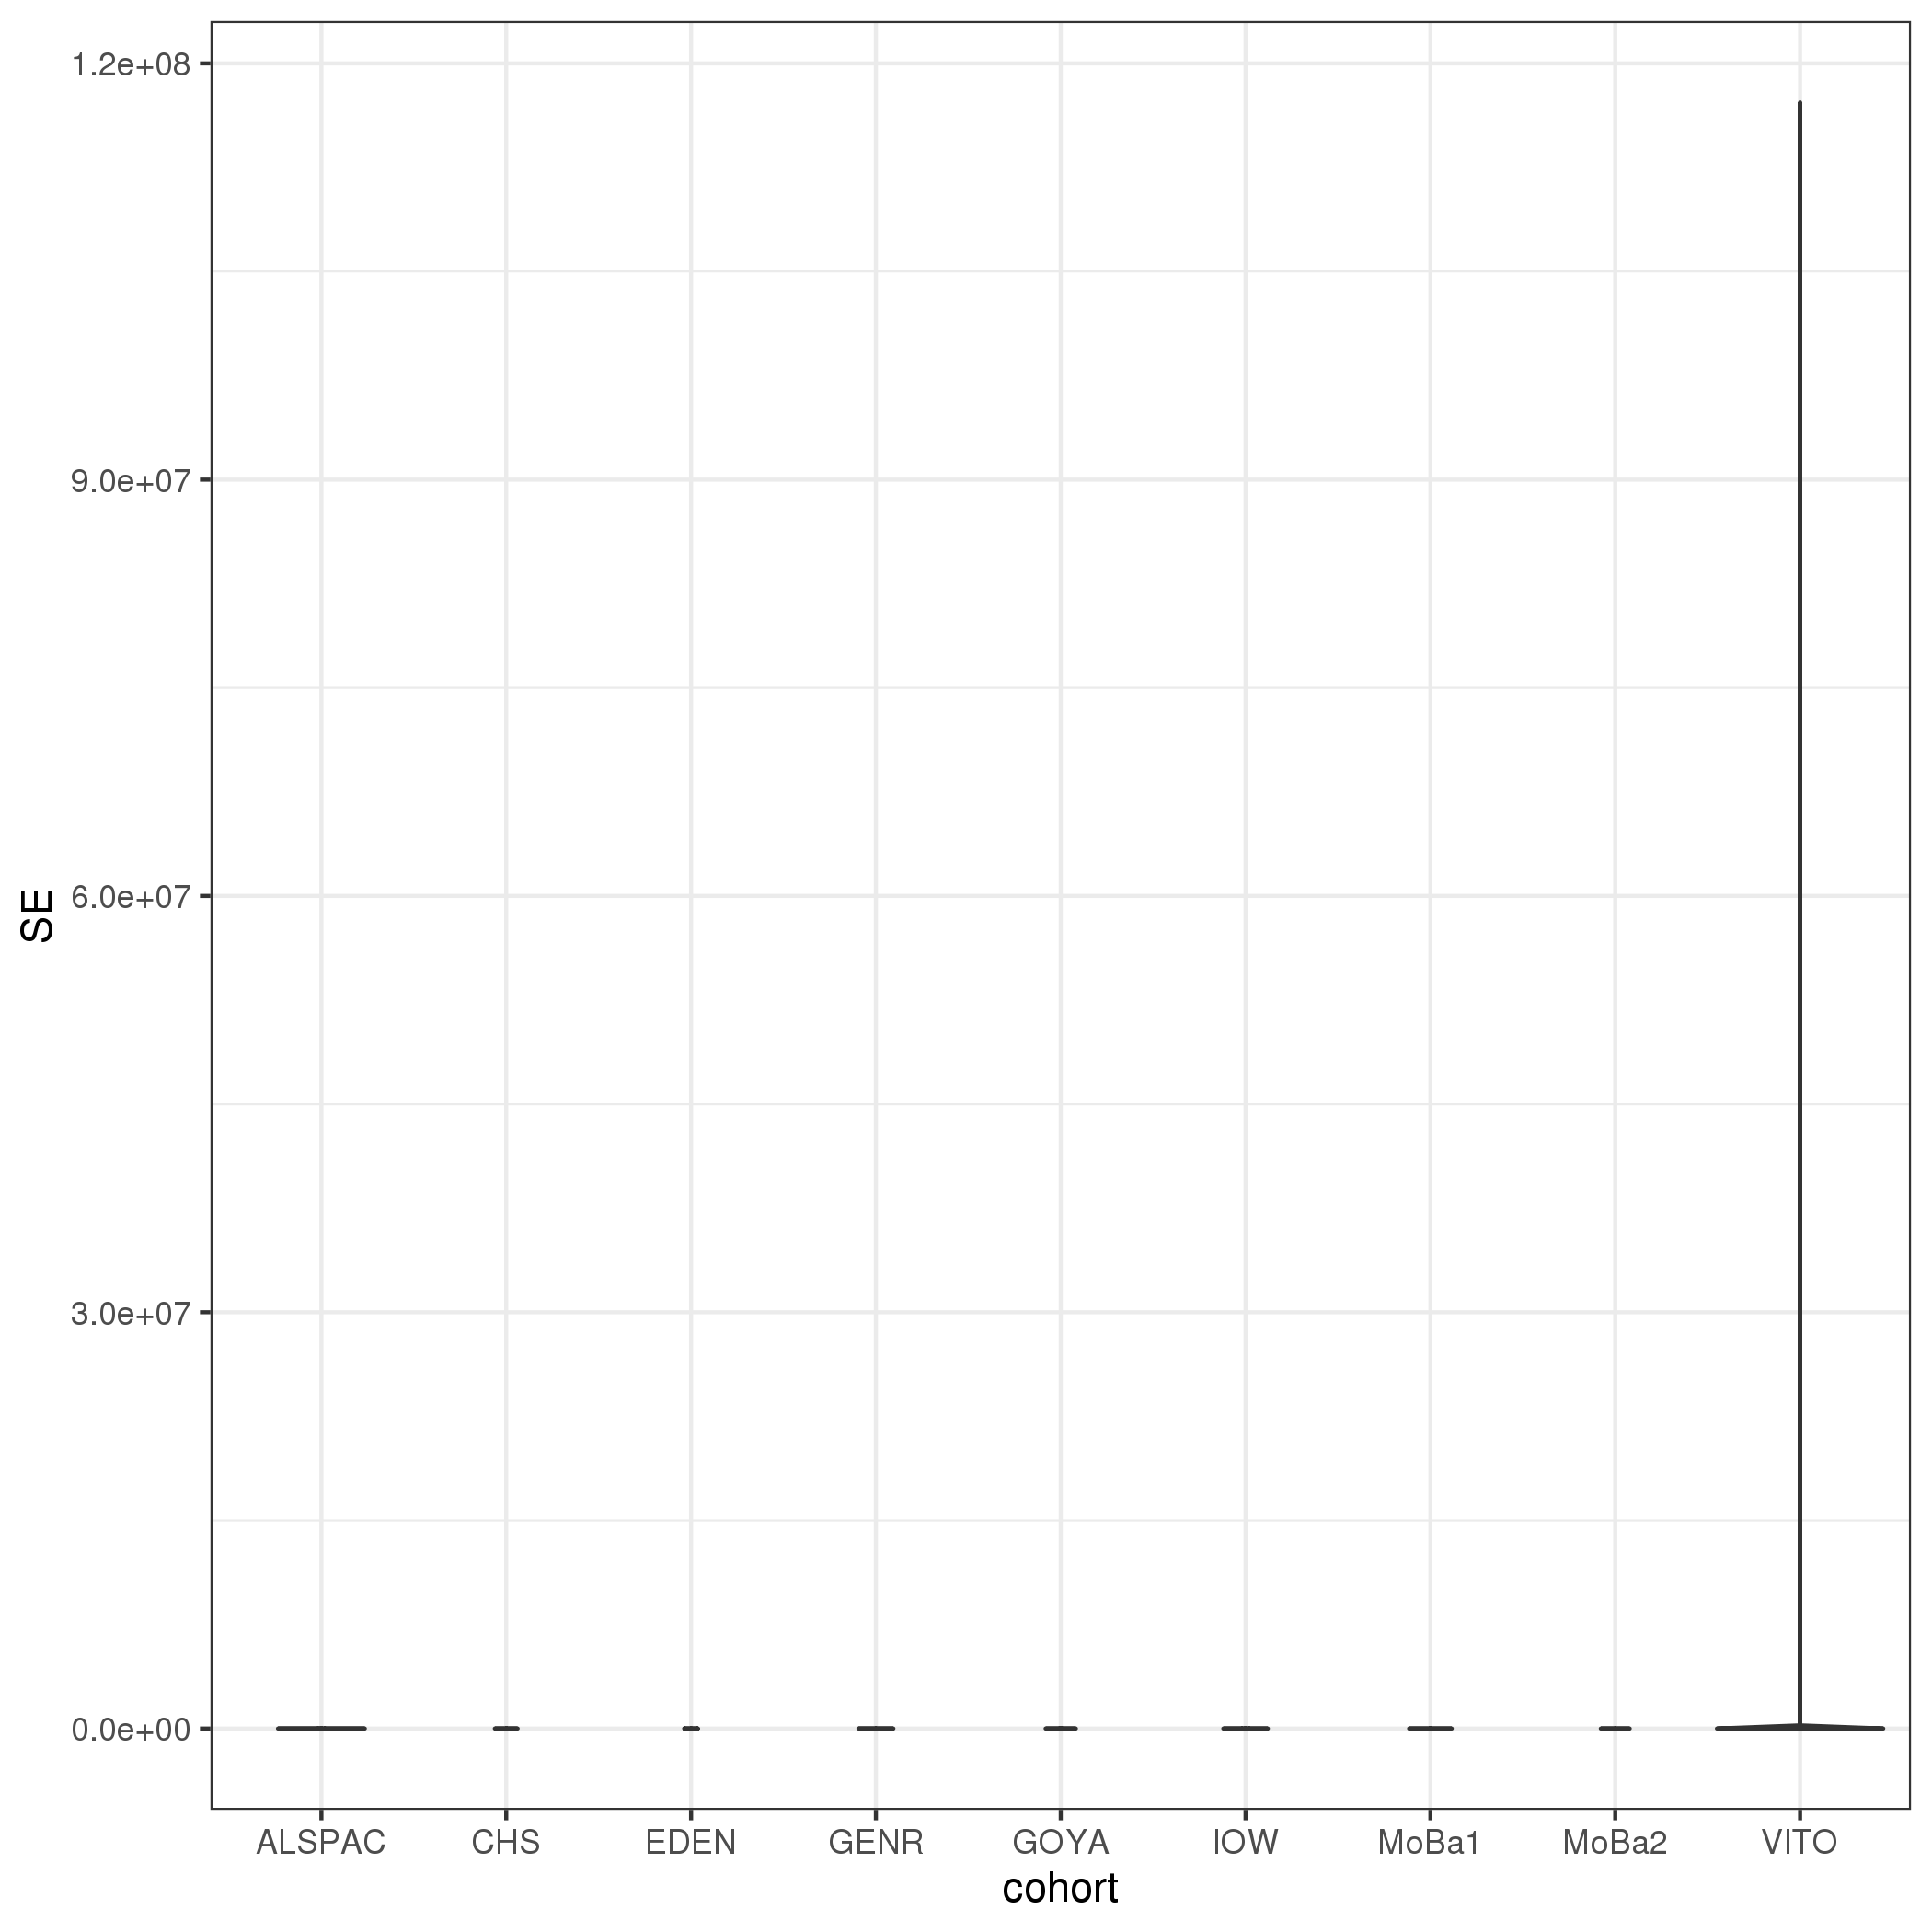 1.2e+08
9.0e+07
6.0e+07
3.0e+07
0.0e+00
SE
ALSPAC CHS EDEN GENR GOYA IOW MoBa1 MoBa2 VITO
cohort